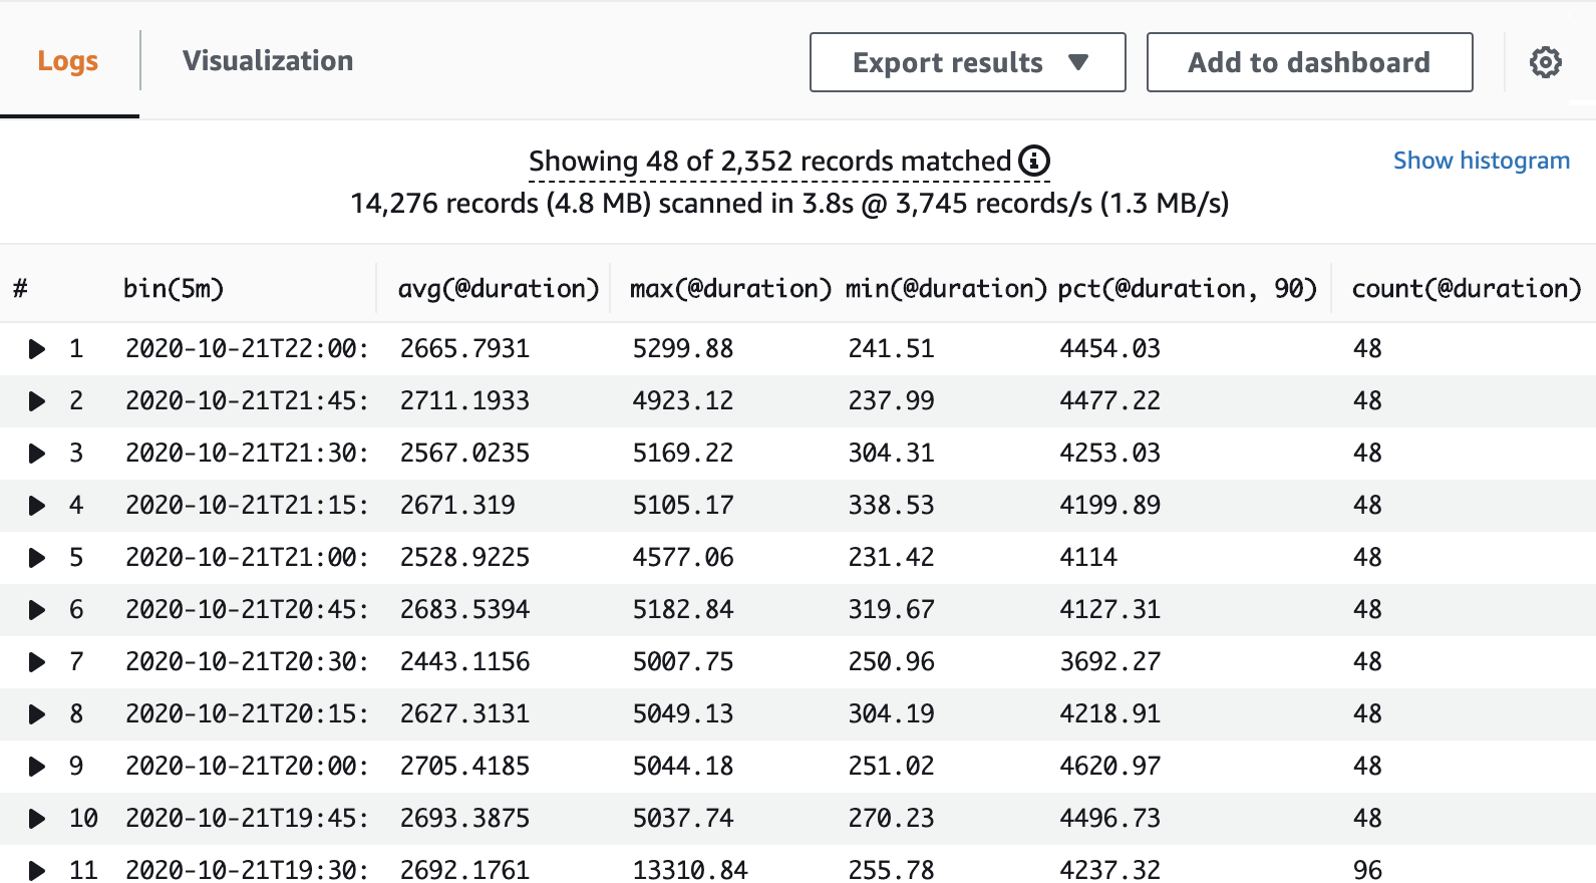 Logs Visualization Export results Add to dashboard
Showing 48 of 2,352 records matched
Show histogram
14,276 records (4.8 MB) scanned in 3.8s @ 3,745 records/s (1.3 MB/s)
# bin(5m) avg(@duration) max(@duration) min(@duration) pct(@duration, 90) count(@duration)
1 2020-10-21T22:00: 2665.7931 5299.88 241.51 4454.03 48
2 2020-10-21T21:45: 2711.1933 4923.12 237.99 4477.22 48
3 2020-10-21T21:30: 2567.0235 5169.22 304.31 4253.03 48
4 2020-10-21T21:15: 2671.319 5105.17 338.53 4199.89 48
5 2020-10-21T21:00: 2528.9225 4577.06 231.42 4114 48
6 2020-10-21T20:45: 2683.5394 5182.84 319.67 4127.31 48
7 2020-10-21T20:30: 2443.1156 5007.75 250.96 3692.27 48
8 2020-10-21T20:15: 2627.3131 5049.13 304.19 4218.91 48
9 2020-10-21T20:00: 2705.4185 5044.18 251.02 4620.97 48
10 2020-10-21T19:45: 2693.3875 5037.74 270.23 4496.73 48
11 2020-10-21T19:30: 2692.1761 13310.84 255.78 4237.32 96